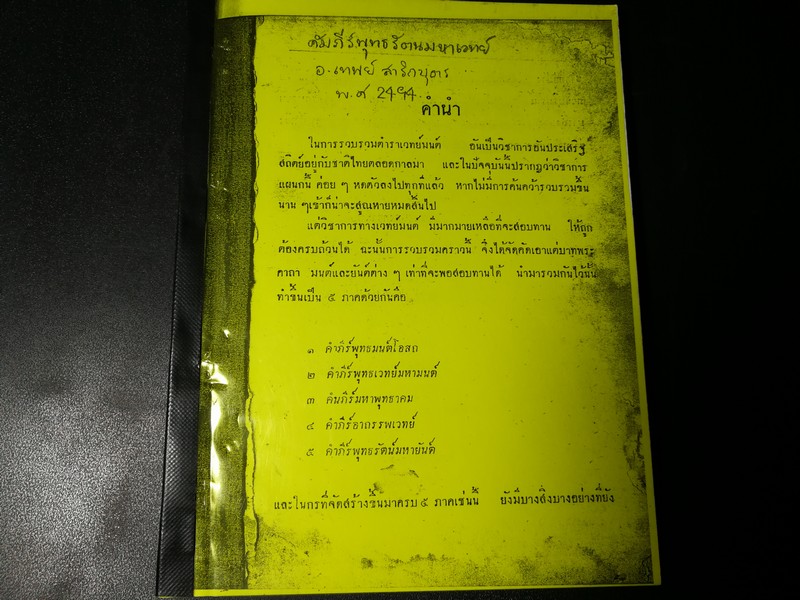 คัมภีร์พุทธรัตนมหาเวทย์
อ.เทพย์ สาริกบุตร
พ.ศ 2494
คำนำ
ในการรวบรวมตำราเวทย์มนต์ อันเป็นวิชาการอันประเสริฐ
สถิตย์อยู่กับชาติไทยตลอดกาลมา และในปัจจุบันนี้ปรากฏว่าวิชาการ
แผนกนี้ ค่อย ๆ หดตัวลงไปทุกทีแล้ว หากไม่มีการค้นคว้ารวบรวมขึ้น
นาน ๆเข้าก็น่าจะสูญหายหมดสิ้นไป
แต่วิชาการทางเวทย์มนต์ มีมากมายเหลือที่จะสอบทาน ให้ถูก
ต้องครบถ้วนได้ ฉะนั้นการรวบรวมคราวนี้ จึงได้จัดคัดเอาแต่บาทพระ
คาถา มนต์และยันต์ต่าง ๆ เท่าที่จะพอสอบทานได้ นำมารวมกันไว้นั้น
ทำขึ้นเป็น ๕ ภาคด้วยกันคือ
๑ คำภีร์พุทธมนต์โอสถ
๒ คำภีร์พุทธเวทย์มหามนต์
๓ คำภีร์มหาพุทธาคม
๔ คำภีร์อาถรรพเวทย์
๕ คำภีร์พุทธรัตน์มหายันต์
และในกรที่จัดสร้างขึ้นมาครบ ๕ ภาคเช่นนี้ ยังมีบางสิ่งบางอย่างที่ยัง